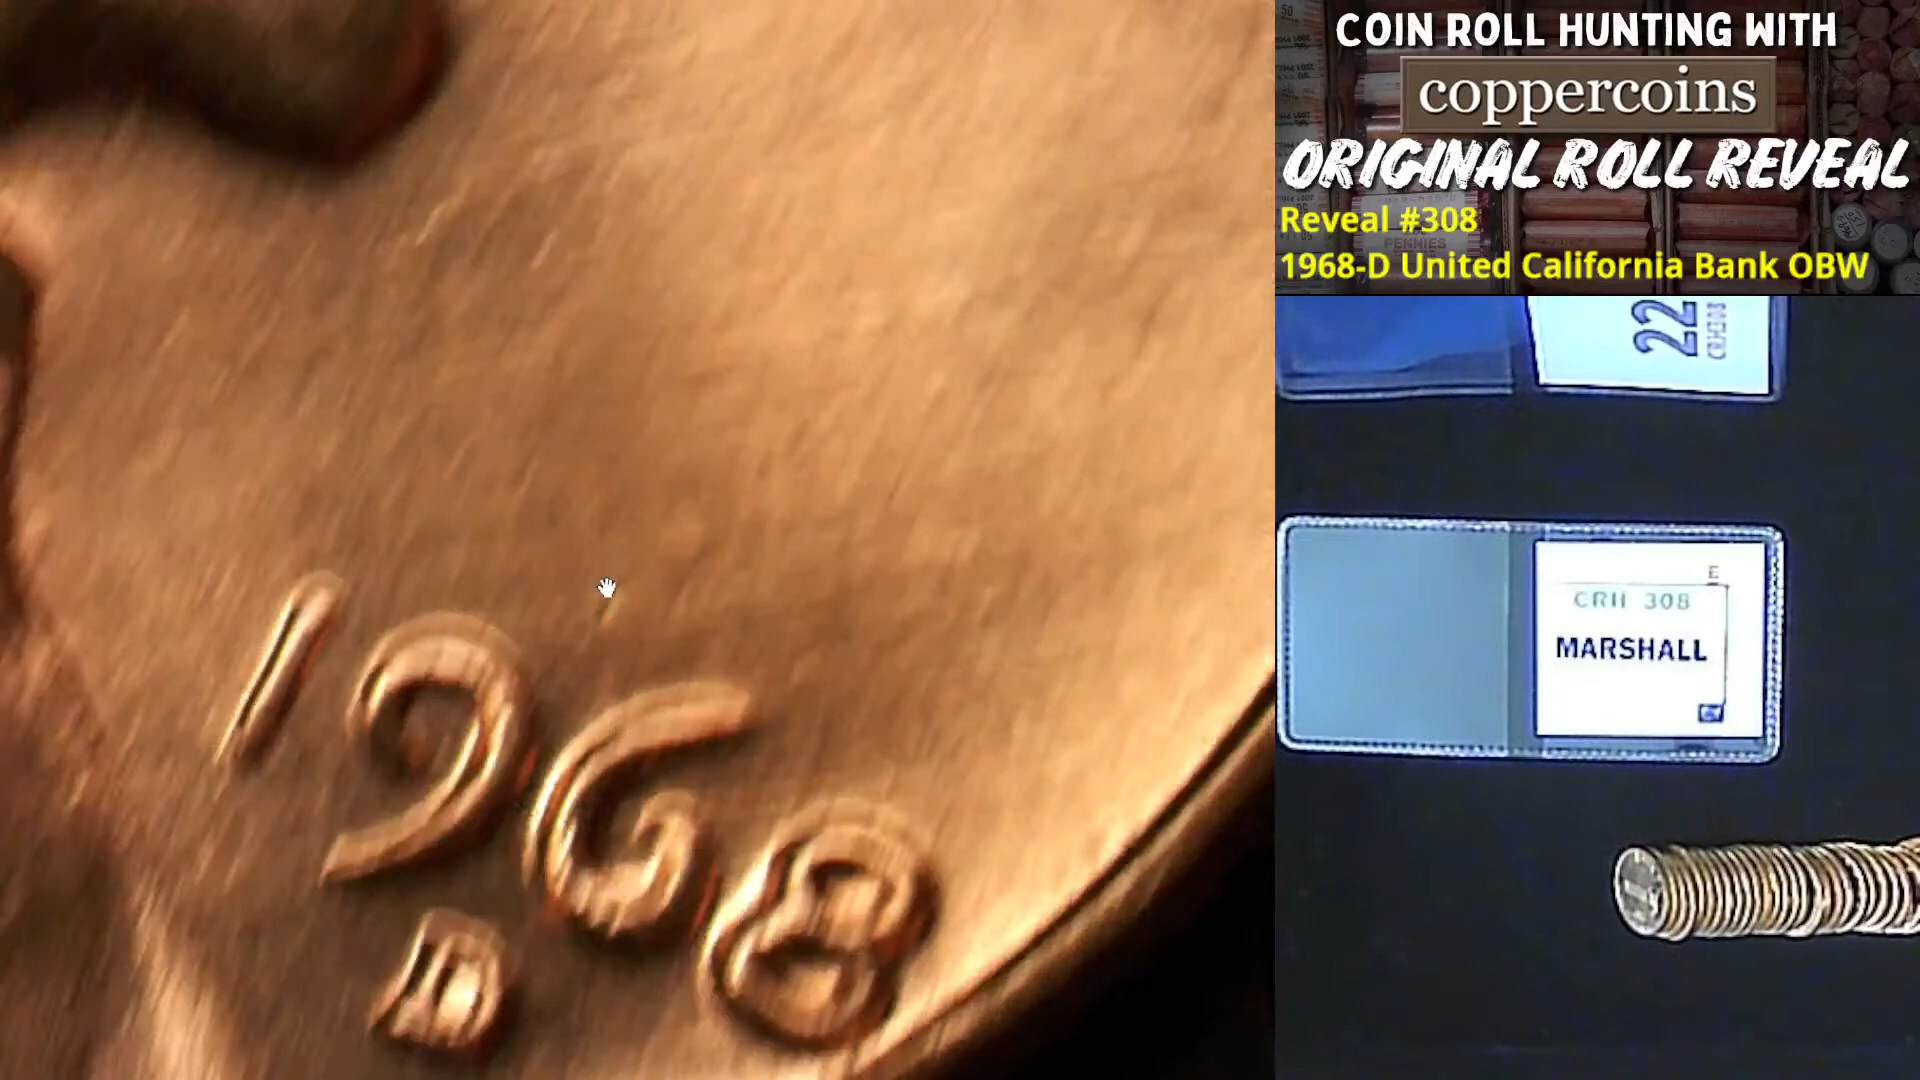 COIN ROLL HUNTING WITH
coppercoins
ORIGINAL ROLL REVEAL
PENNIES
Reveal #308
1968-D United California Bank OBW
22
CRH 308
MARSHALL
1968
D